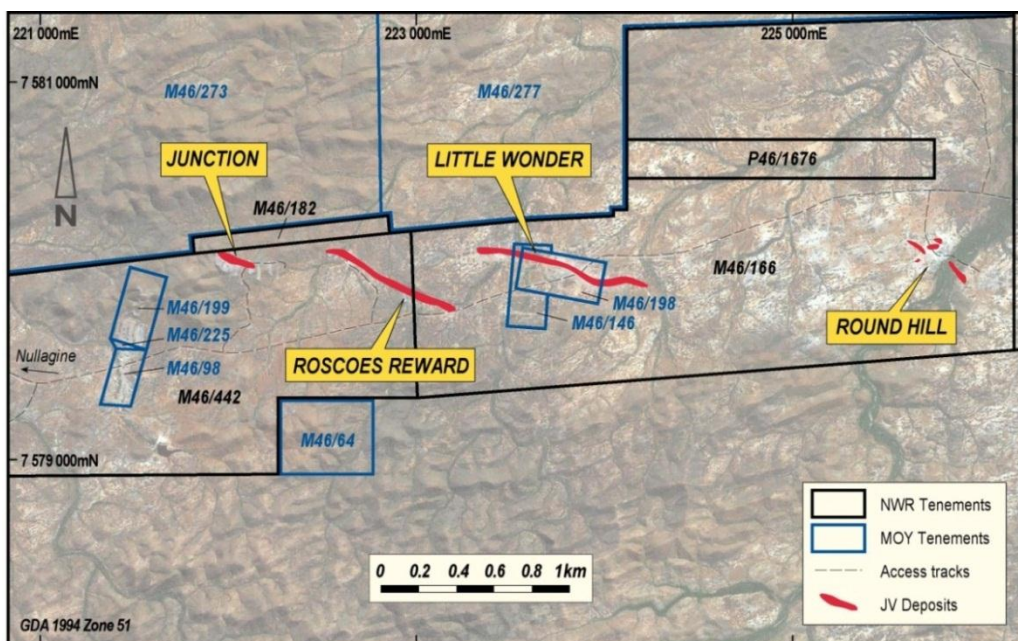 221 000mE
223 000mE
225 000mE
7 581 000mN
M46/273
M46/277
JUNCTION
LITTLE WONDER
P46/1676
N
M46/182
M46/166
M46/199
M46/198
M46/225
M46/146
ROUND HILL
Nullagine
M46/98
ROSCOES REWARD
M46/442
M46/64
7 579 000mN
NWR Tenements
MOY Tenements
Access tracks
JV Deposits
0 0.2 0.4 0.6 0.8 1km
GDA 1994 Zone 51